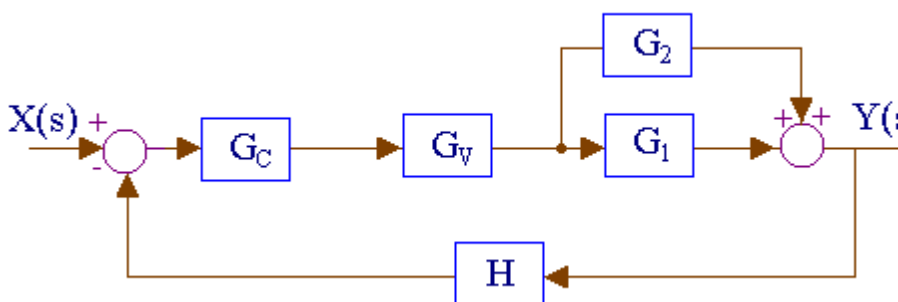 G2
X(s) + - GC GV G1 + + Y(s
H